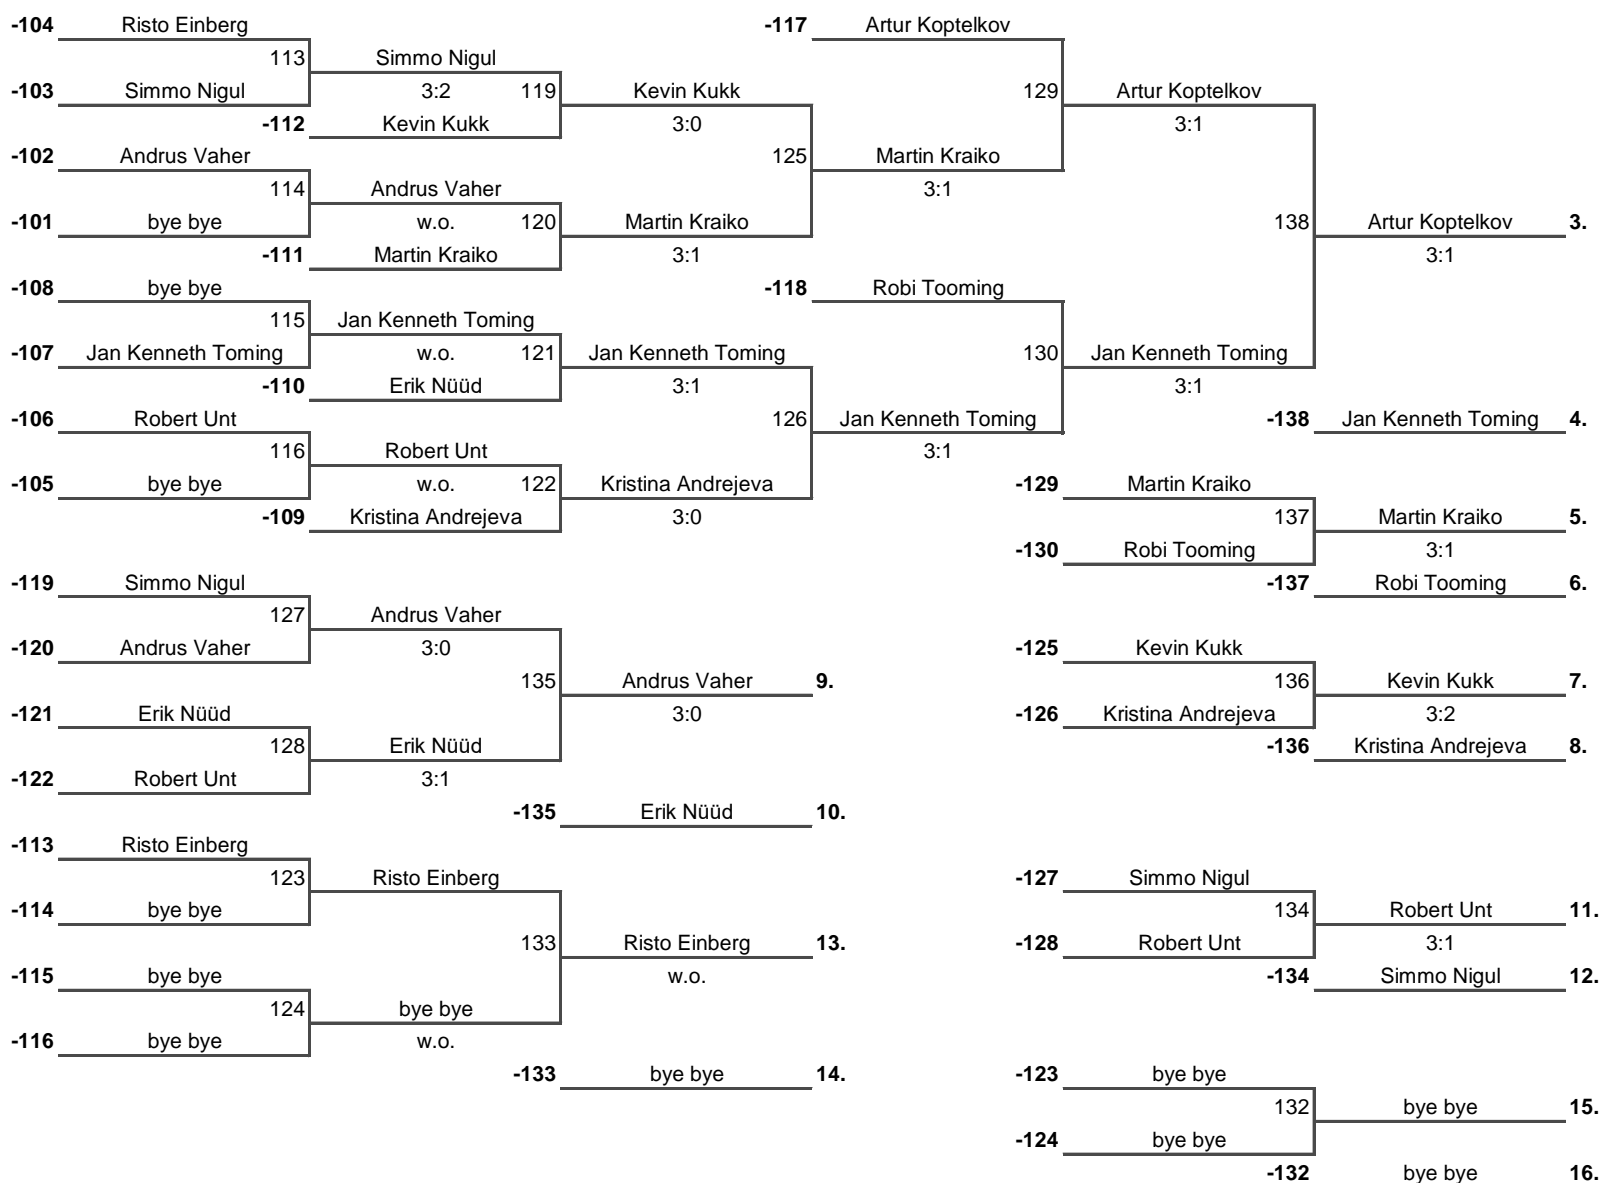 -104 Risto Einberg -117 Artur Koptelkov
113 Simmo Nigul
-103 Simmo Nigul 3:2 119 Kevin Kukk 129 Artur Koptelkov
-112 Kevin Kukk 3:0 3:1
-102 Andrus Vaher 125 Martin Kraiko
114 Andrus Vaher 3:1
-101 bye bye w.o. 120 Martin Kraiko 138 Artur Koptelkov 3.
-111 Martin Kraiko 3:1 3:1
-108 bye bye -118 Robi Tooming
115 Jan Kenneth Toming
-107 Jan Kenneth Toming w.o. 121 Jan Kenneth Toming 130 Jan Kenneth Toming
-110 Erik Nüüd 3:1 3:1
-106 Robert Unt 126 Jan Kenneth Toming -138 Jan Kenneth Toming 4.
116 Robert Unt 3:1
-105 bye bye w.o. 122 Kristina Andrejeva -129 Martin Kraiko
-109 Kristina Andrejeva 3:0 137 Martin Kraiko 5.
-130 Robi Tooming 3:1
-119 Simmo Nigul -137 Robi Tooming 6.
127 Andrus Vaher
-120 Andrus Vaher 3:0 -125 Kevin Kukk
135 Andrus Vaher 9. 136 Kevin Kukk 7.
-121 Erik Nüüd 3:0 -126 Kristina Andrejeva 3:2
128 Erik Nüüd -136 Kristina Andrejeva 8.
-122 Robert Unt 3:1
-135 Erik Nüüd 10.
-113 Risto Einberg
123 Risto Einberg -127 Simmo Nigul
-114 bye bye 134 Robert Unt 11.
133 Risto Einberg 13. -128 Robert Unt 3:1
-115 bye bye w.o. -134 Simmo Nigul 12.
124 bye bye
-116 bye bye w.o.
-133 bye bye 14. -123 bye bye
132 bye bye 15.
-124 bye bye
-132 bye bye 16.